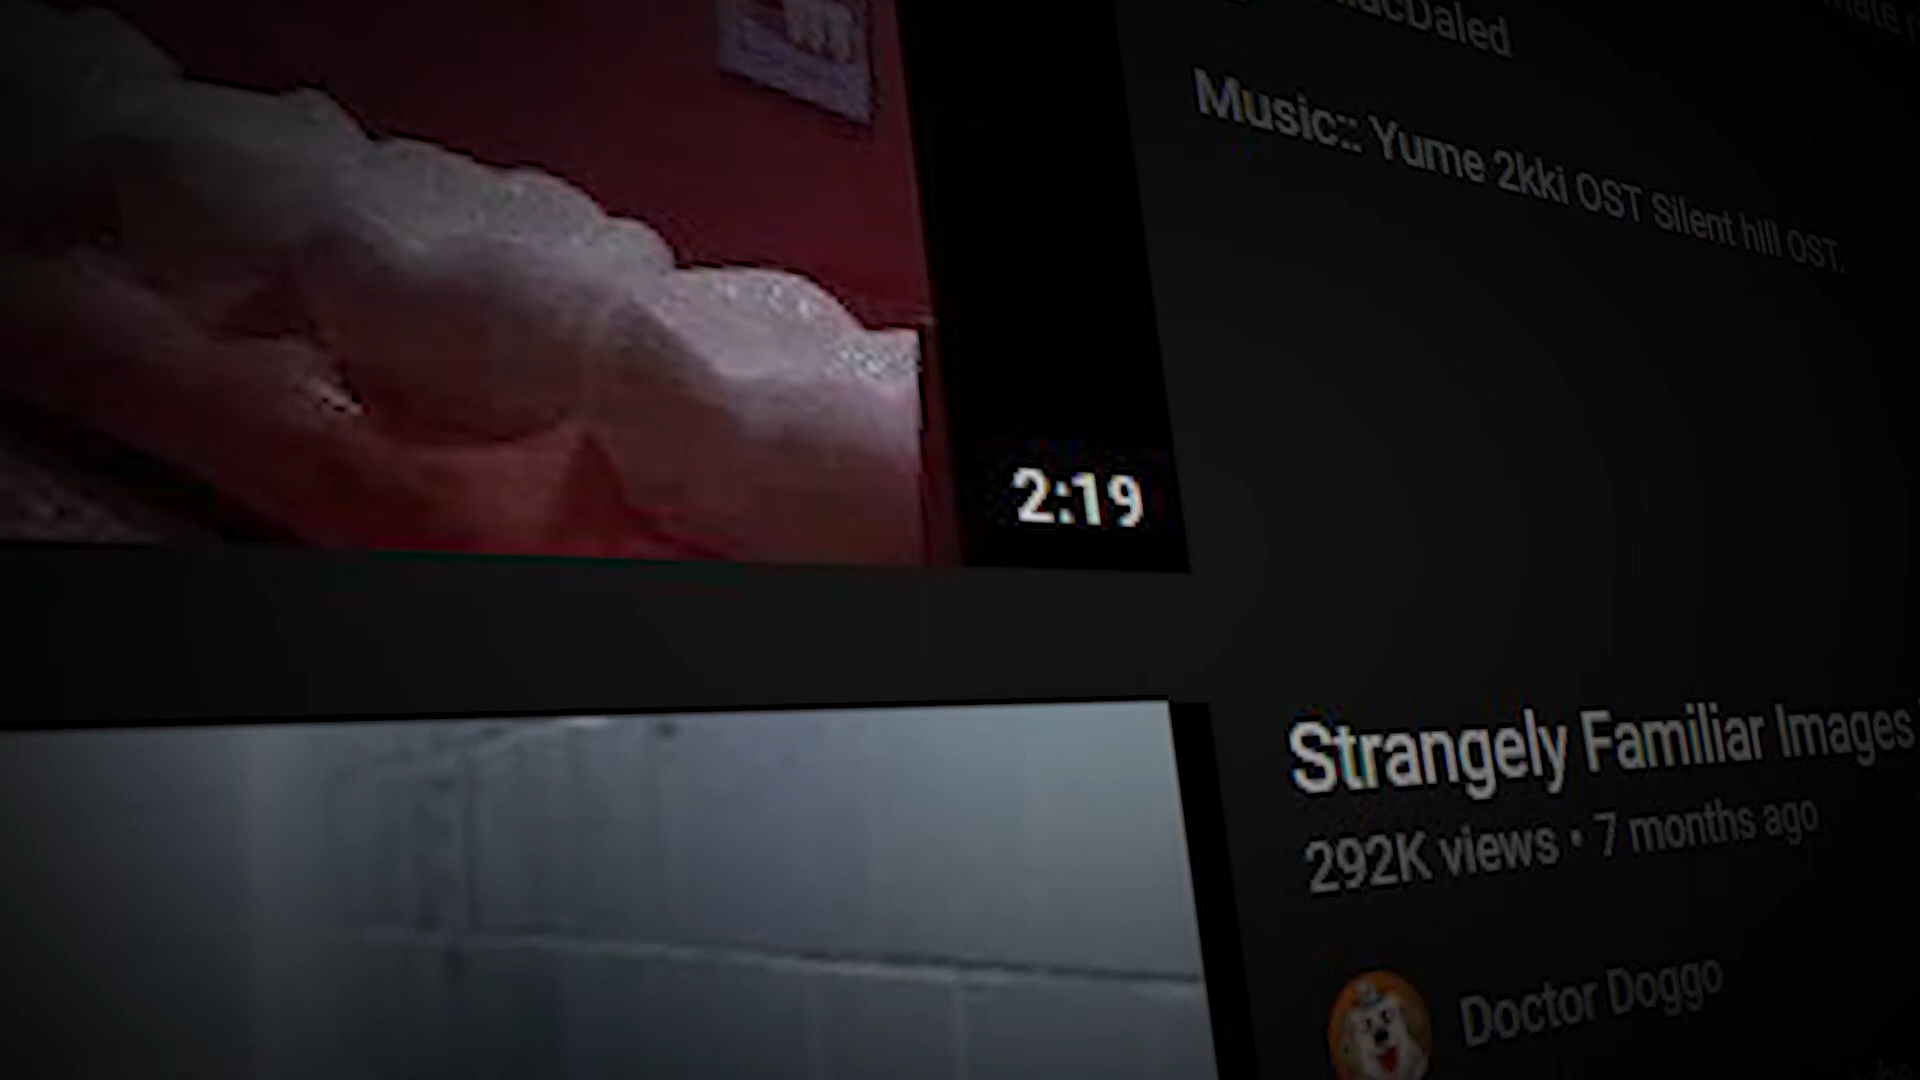 Music:: Yume 2kki OST Silent hill OST.
2:19
Strangely Familiar Images
292K views • 7 months ago
Doctor Doggo